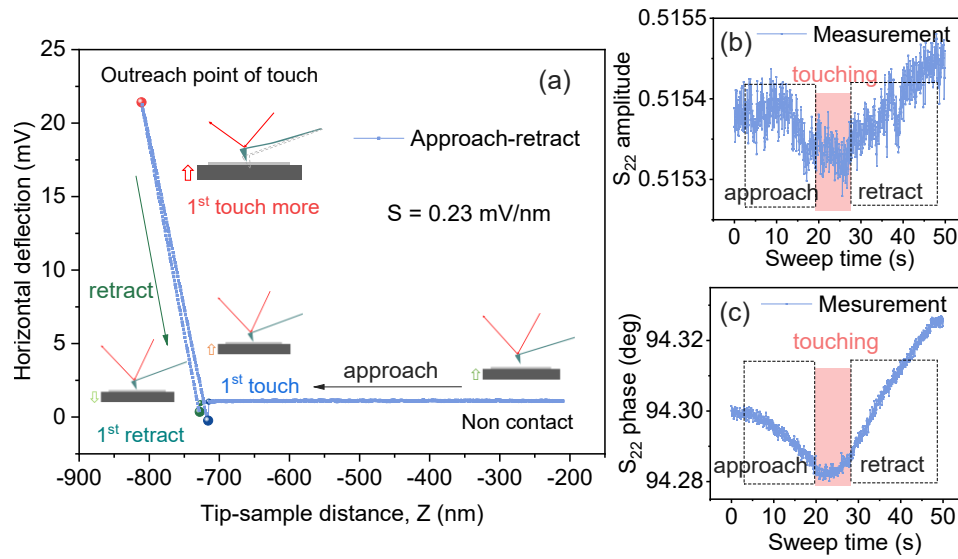 (a)
Outreach point of touch
Approach-retract
1st touch more
S = 0.23 mV/nm
retract
approach
1st touch
1st retract
Non contact
25
20
15
10
5
0
Horizontal deflection (mV)
-900 -800 -700 -600 -500 -400 -300 -200 -100
Tip-sample distance, Z (nm)
(b)
Measurement
touching
approach
retract
0.5155
0.5154
0.5153
S22 amplitude
0 10 20 30 40 50
Sweep time (s)
(c)
Mesurement
touching
approach
retract
94.32
94.30
94.28
S22 phase (deg)
0 10 20 30 40 50
Sweep time (s)